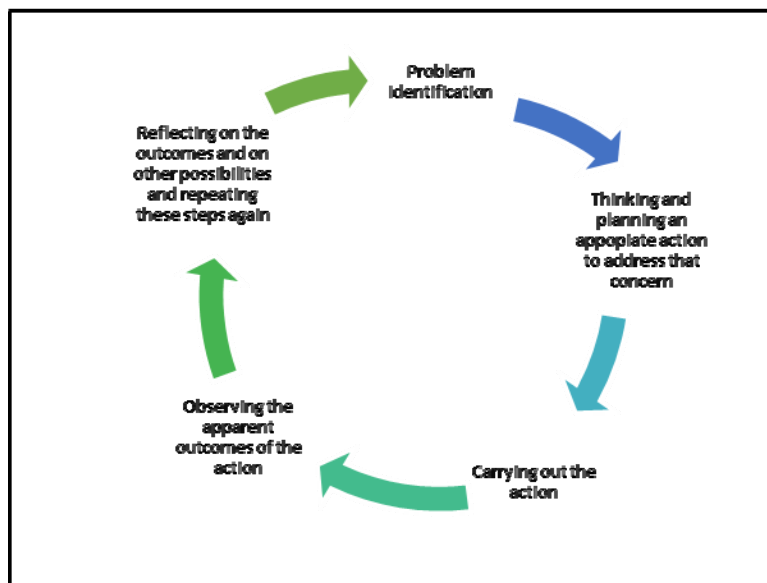 Problem
identification
Thinking and
planning an
appopiate action
to address that
concern
Carrying out the
action
Observing the
apparent
outcomes of the
action
Reflecting on the
outcomes and on
other possibilities
and repeating
these steps again